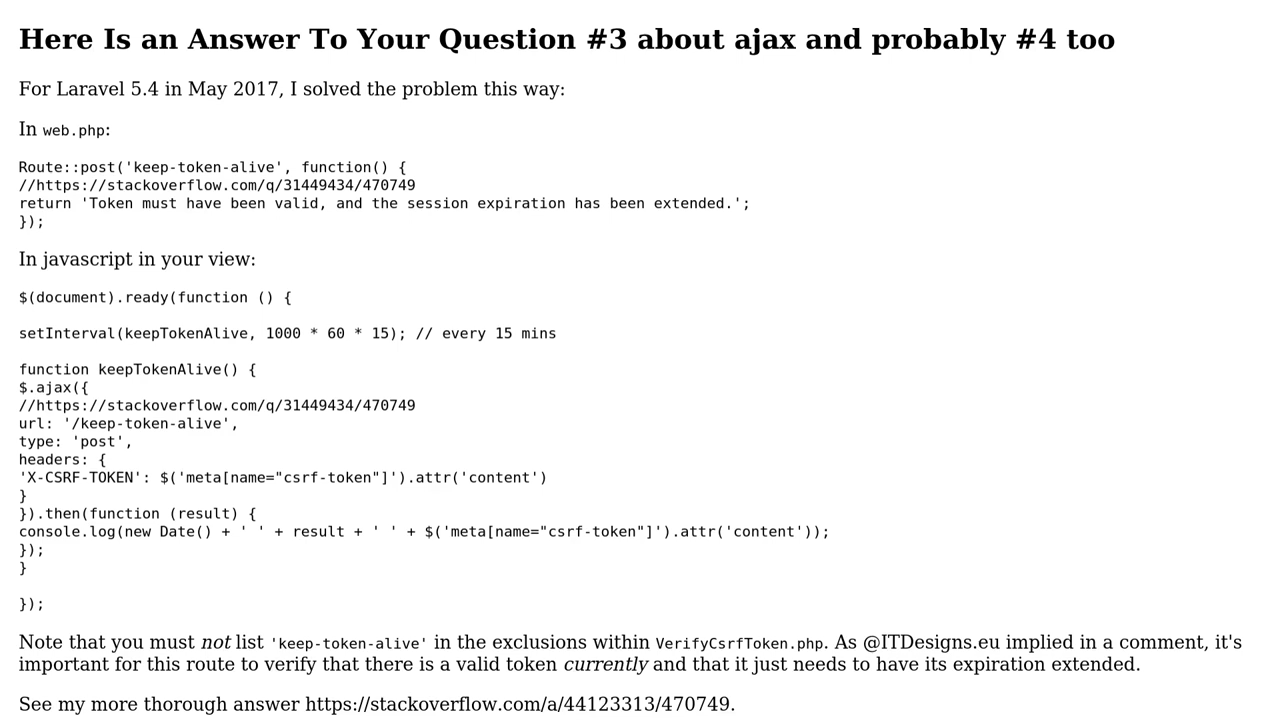 Here Is an Answer To Your Question #3 about ajax and probably #4 too
For Laravel 5.4 in May 2017, I solved the problem this way:
In web.php:
Route::post('keep-token-alive', function() {
//https://stackoverflow.com/q/31449434/470749
return 'Token must have been valid, and the session expiration has been extended.';
});
In javascript in your view:
$(document).ready(function () {
setInterval(keepTokenAlive, 1000 * 60 * 15); // every 15 mins
function keepTokenAlive() {
$.ajax({
//https://stackoverflow.com/q/31449434/470749
url: '/keep-token-alive',
type: 'post',
headers: {
'X-CSRF-TOKEN': $('meta[name="csrf-token"]').attr('content')
}
}).then(function (result) {
console.log(new Date() + ' ' + result + ' ' + $('meta[name="csrf-token"]').attr('content'));
});
}
});
Note that you must not list 'keep-token-alive' in the exclusions within VerifyCsrfToken.php. As @ITDesigns.eu implied in a comment, it's
important for this route to verify that there is a valid token currently and that it just needs to have its expiration extended.
See my more thorough answer https://stackoverflow.com/a/44123313/470749.